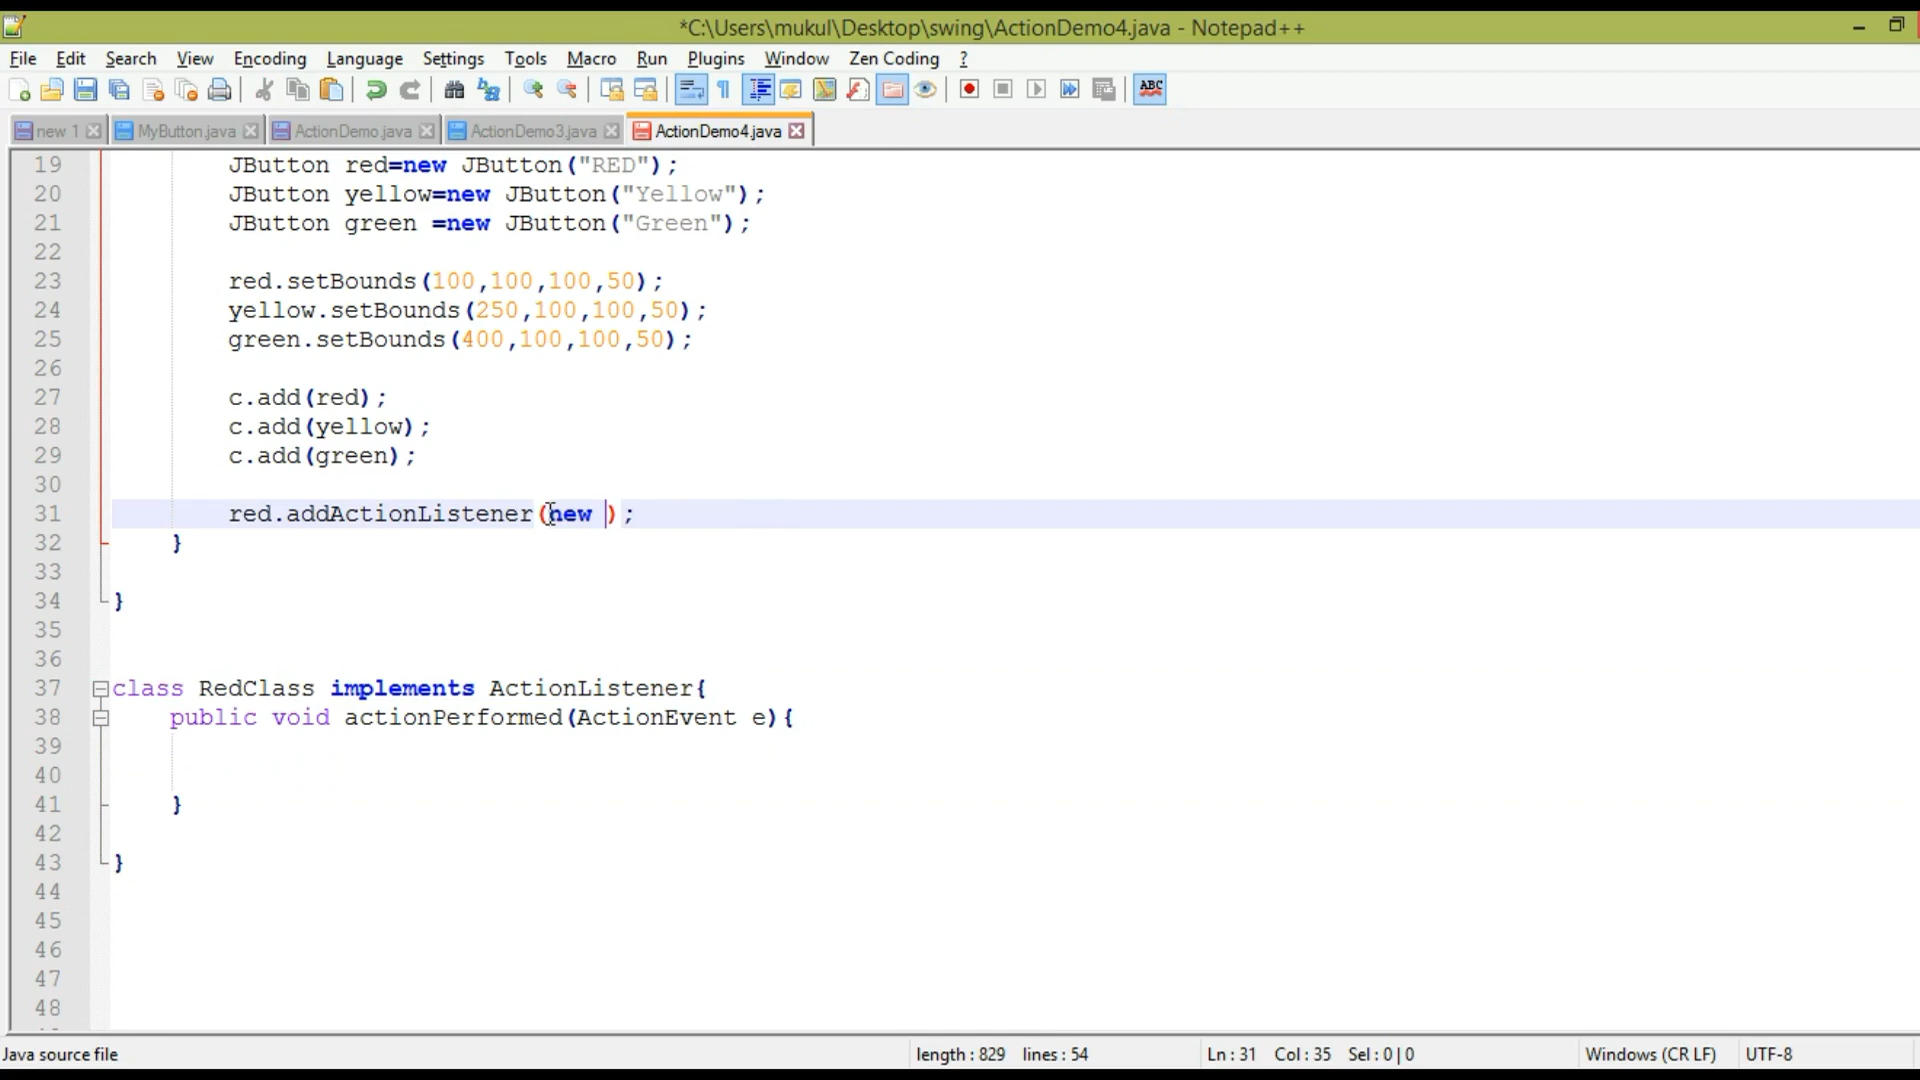 *C:\Users\mukul\Desktop\swing\ActionDemo4.java - Notepad++
File Edit Search View Encoding Language Settings Tools Macro Run Plugins Window Zen Coding ?
ABC
new 1 MyButton.java ActionDemo.java ActionDemo3.java ActionDemo4.java
19 JButton red=new JButton("RED");
20 JButton yellow=new JButton("Yellow");
21 JButton green =new JButton("Green");
22
23 red.setBounds(100,100,100,50);
24 yellow.setBounds(250,100,100,50);
25 green.setBounds(400,100,100,50);
26
27 c.add(red);
28 c.add(yellow);
29 c.add(green);
30
31 red.addActionListener(new );
32 }
33
34 }
35
36
37 class RedClass implements ActionListener{
38 public void actionPerformed(ActionEvent e){
39
40
41 }
42
43 }
44
45
46
47
48
Java source file length : 829 lines : 54 Ln : 31 Col : 35 Sel : 0 | 0 Windows (CR LF) UTF-8